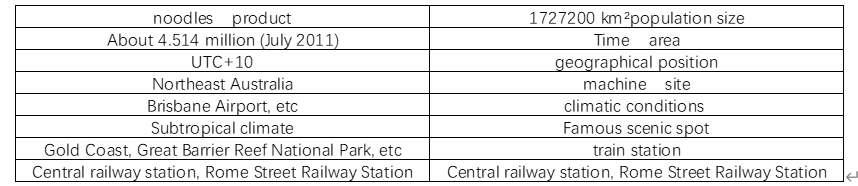 noodles product 1727200 km²population size
About 4.514 million (July 2011) Time area
UTC+10 geographical position
Northeast Australia machine site
Brisbane Airport, etc climatic conditions
Subtropical climate Famous scenic spot
Gold Coast, Great Barrier Reef National Park, etc train station
Central railway station, Rome Street Railway Station Central railway station, Rome Street Railway Station